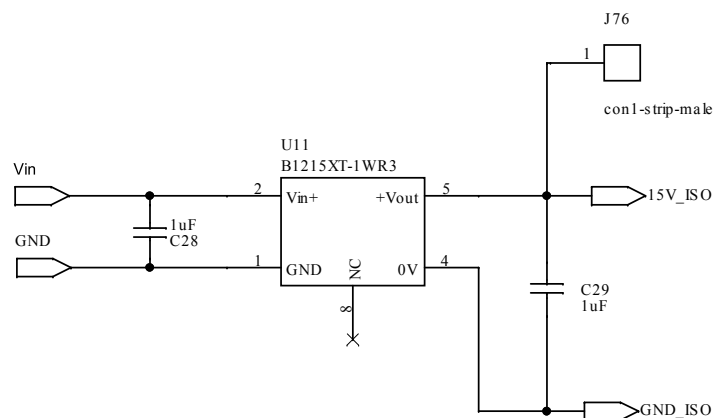 J76
1
con1-strip-male
U11
B1215XT-1WR3
Vin
2
Vin+
+Vout
5
15V_ISO
1uF
C28
GND
1
GND
NC
0V
4
C29
1uF
8
GND_ISO